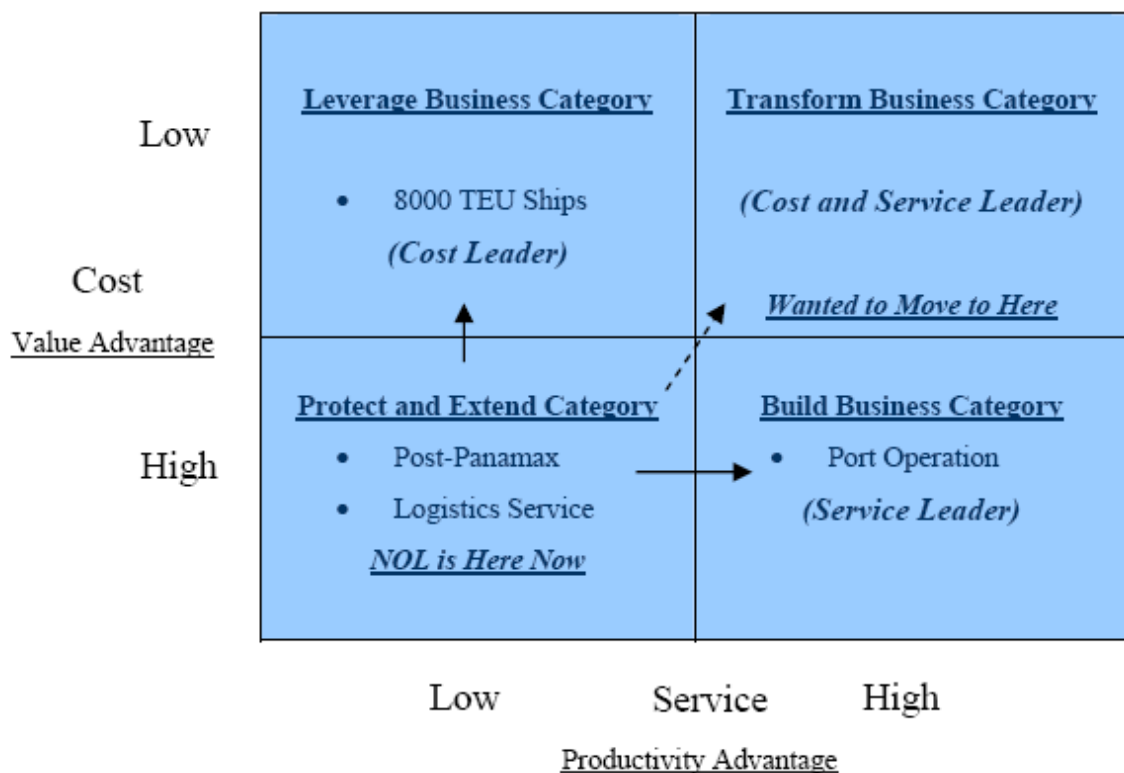 Leverage Business Category
Transform Business Category
Low
• 8000 TEU Ships
(Cost Leader)
(Cost and Service Leader)
Cost
Wanted to Move to Here
Value Advantage
Protect and Extend Category
Build Business Category
High
• Post-Panamax
• Logistics Service
NOL is Here Now
• Port Operation
(Service Leader)
Low
Service
High
Productivity Advantage